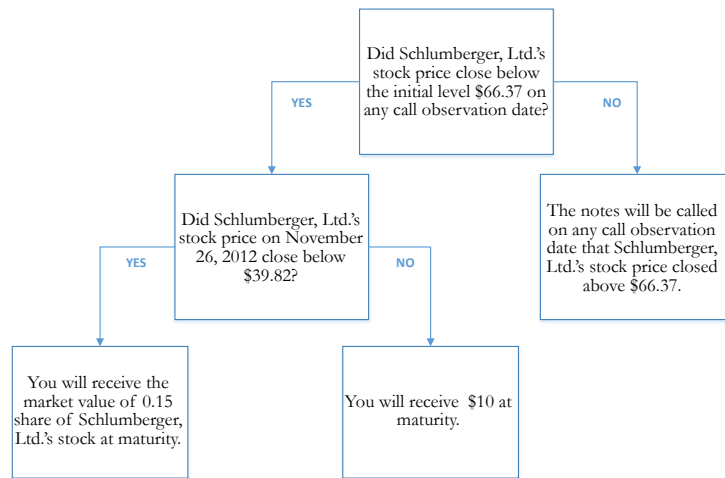 Did Schlumberger, Ltd.'s
stock price close below
the initial level $66.37 on
any call observation date?
YES
NO
Did Schlumberger, Ltd.'s
stock price on November
26, 2012 close below
$39.82?
The notes will be called
on any call observation
date that Schlumberger,
Ltd.'s stock price closed
above $66.37.
YES
NO
You will receive the
market value of 0.15
share of Schlumberger,
Ltd.'s stock at maturity.
You will receive $10 at
maturity.